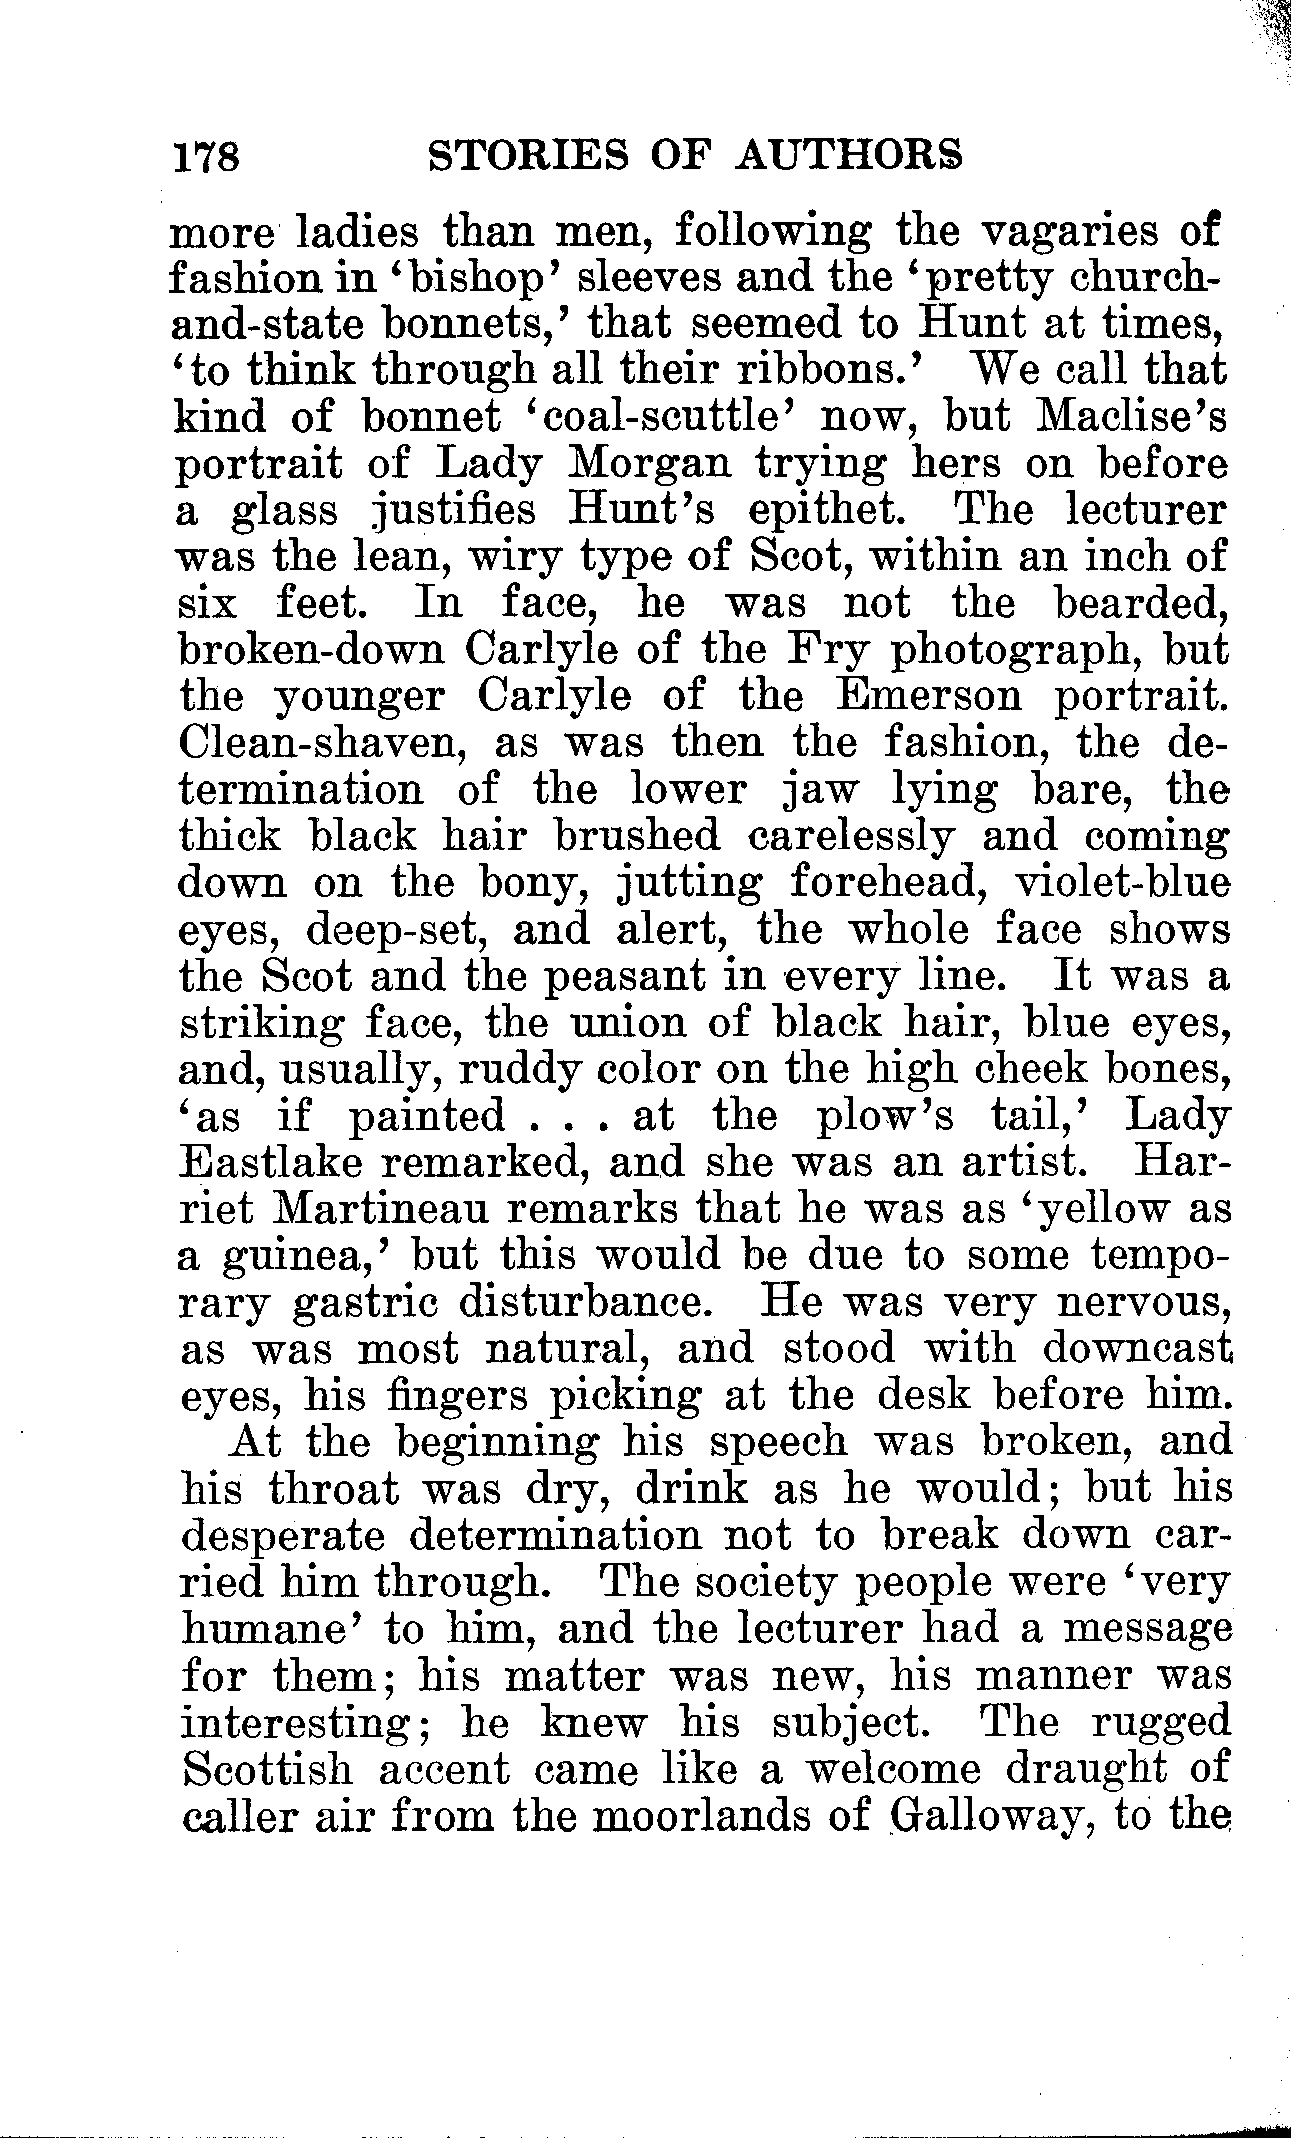 178 STORIES OF AUTHORS
more ladies than men, following the vagaries of
fashion in ‘bishop’ sleeves and the ‘pretty church-
and-state bonnets,’ that seemed to Hunt at times,
‘to think through all their ribbons.’ We call that
kind of bonnet ‘coal-scuttle’ now, but Maclise’s
portrait of Lady Morgan trying hers on before
a glass justifies Hunt’s epithet. The lecturer
was the lean, wiry type of Scot, within an inch of
six feet. In face, he was not the bearded,
broken-down Carlyle of the Fry photograph, but
the younger Carlyle of the Emerson portrait.
Clean-shaven, as was then the fashion, the de-
termination of the lower jaw lying bare, the
thick black hair brushed carelessly and coming
down on the bony, jutting forehead, violet-blue
eyes, deep-set, and alert, the whole face shows
the Scot and the peasant in every line. It was a
striking face, the union of black hair, blue eyes,
and, usually, ruddy color on the high cheek bones,
‘as if painted . . . at the plow’s tail,’ Lady
Eastlake remarked, and she was an artist. Har-
riet Martineau remarks that he was as ‘yellow as
a guinea,’ but this would be due to some tempo-
rary gastric disturbance. He was very nervous,
as was most natural, and stood with downcast
eyes, his fingers picking at the desk before him.
At the beginning his speech was broken, and
his throat was dry, drink as he would; but his
desperate determination not to break down car-
ried him through. The society people were ‘very
humane’ to him, and the lecturer had a message
for them; his matter was new, his manner was
interesting; he knew his subject. The rugged
Scottish accent came like a welcome draught of
caller air from the moorlands of Galloway, to the